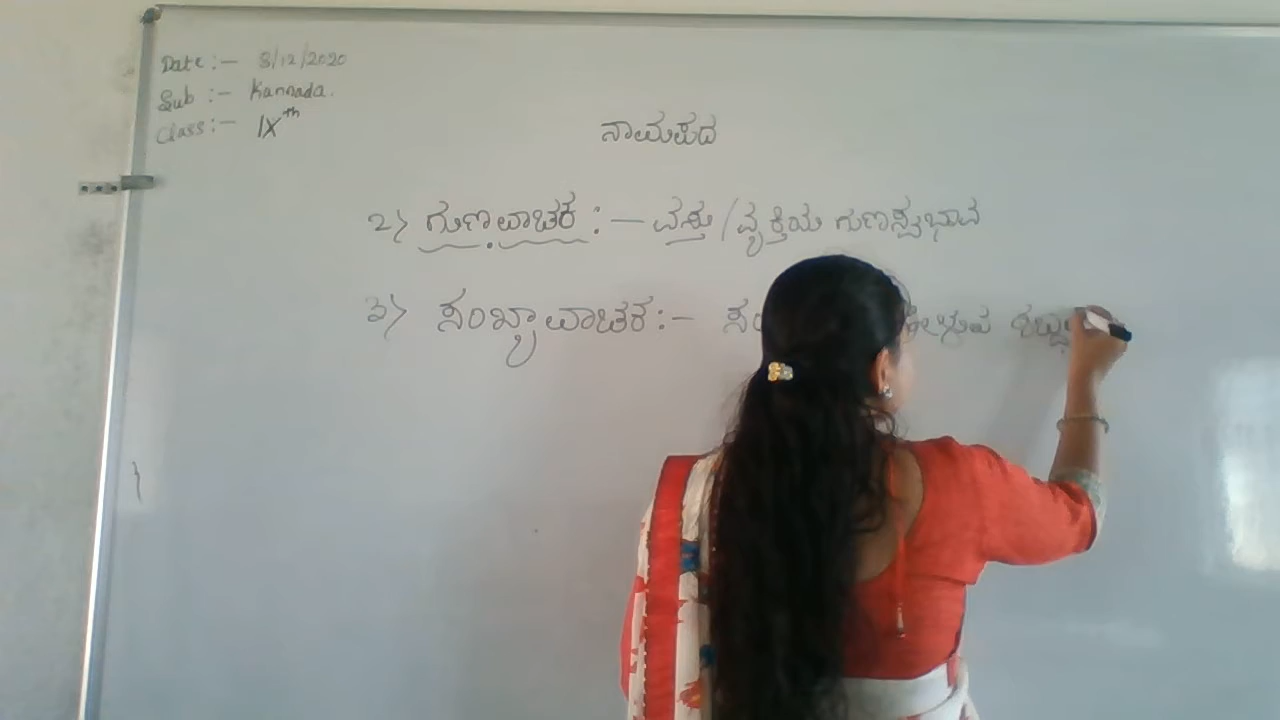 Date :- 8/12/2020
Sub :- Kannada.
Class :- IXth
ನಾಮಪದ
2) ಗುಣವಾಚಕ :- ವಸ್ತು / ವ್ಯಕ್ತಿಯ ಗುಣಸ್ವಭಾವ
3) ಸಂಖ್ಯಾವಾಚಕ :- ಹೇಳುವ